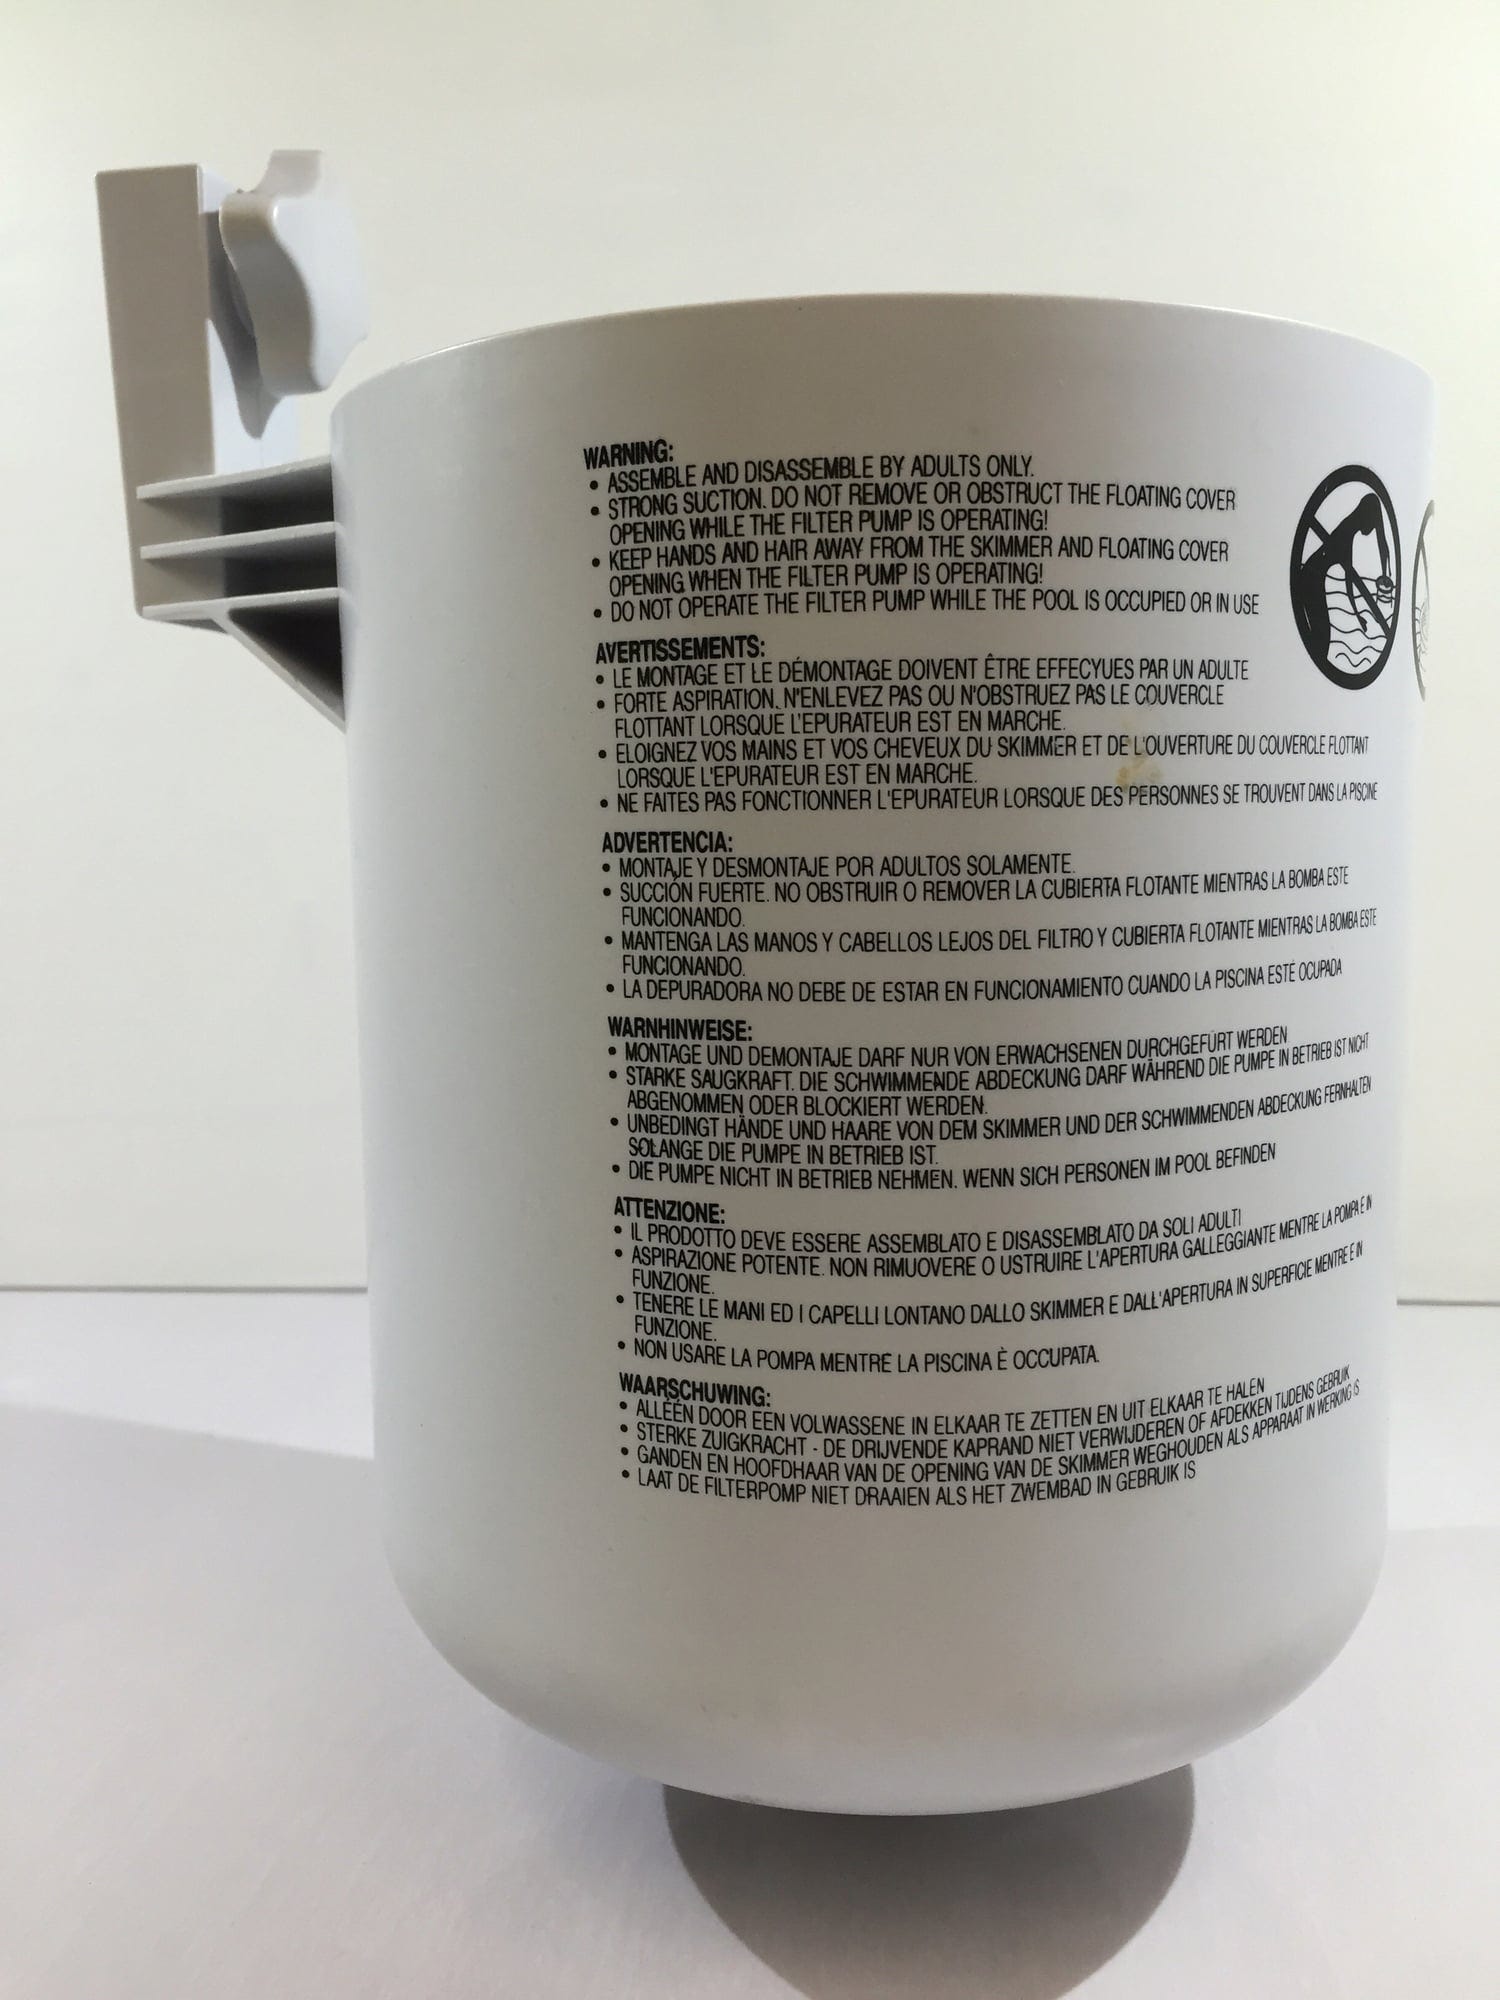 WARNING:
• ASSEMBLE AND DISASSEMBLE BY ADULTS ONLY.
• STRONG SUCTION. DO NOT REMOVE OR OBSTRUCT THE FLOATING COVER
OPENING WHILE THE FILTER PUMP IS OPERATING!
• KEEP HANDS AND HAIR AWAY FROM THE SKIMMER AND FLOATING COVER
OPENING WHEN THE FILTER PUMP IS OPERATING!
• DO NOT OPERATE THE FILTER PUMP WHILE THE POOL IS OCCUPIED OR IN USE
AVERTISSEMENTS:
• LE MONTAGE ET LE DÉMONTAGE DOIVENT ÊTRE EFFECYUES PAR UN ADULTE
• FORTE ASPIRATION. N'ENLEVEZ PAS OU N'OBSTRUEZ PAS LE COUVERCLE
FLOTTANT LORSQUE L'EPURATEUR EST EN MARCHE.
• ELOIGNEZ VOS MAINS ET VOS CHEVEUX DU SKIMMER ET DE L'OUVERTURE DU COUVERCLE FLOTTANT
LORSQUE L'EPURATEUR EST EN MARCHE.
• NE FAITES PAS FONCTIONNER L'EPURATEUR LORSQUE DES PERSONNES SE TROUVENT DANS LA PISCINE
ADVERTENCIA:
• MONTAJE Y DESMONTAJE POR ADULTOS SOLAMENTE.
• SUCCIÓN FUERTE. NO OBSTRUIR O REMOVER LA CUBIERTA FLOTANTE MIENTRAS LA BOMBA ESTE
FUNCIONANDO.
• MANTENGA LAS MANOS Y CABELLOS LEJOS DEL FILTRO Y CUBIERTA FLOTANTE MIENTRAS LA BOMBA ESTE
FUNCIONANDO.
• LA DEPURADORA NO DEBE DE ESTAR EN FUNCIONAMIENTO CUANDO LA PISCINA ESTÉ OCUPADA
WARNHINWEISE:
• MONTAGE UND DEMONTAJE DARF NUR VON ERWACHSENEN DURCHGEFÜRT WERDEN
• STARKE SAUGKRAFT. DIE SCHWIMMENDE ABDECKUNG DARF WÄHREND DIE PUMPE IN BETRIEB IST NICHT
ABGENOMMEN ODER BLOCKIERT WERDEN.
• UNBEDINGT HÄNDE UND HAARE VON DEM SKIMMER UND DER SCHWIMMENDEN ABDECKUNG FERNHALTEN
SOLANGE DIE PUMPE IN BETRIEB IST.
• DIE PUMPE NICHT IN BETRIEB NEHMEN. WENN SICH PERSONEN IM POOL BEFINDEN
ATTENZIONE:
• IL PRODOTTO DEVE ESSERE ASSEMBLATO E DISASSEMBLATO DA SOLI ADULTI
• ASPIRAZIONE POTENTE. NON RIMUOVERE O USTRUIRE L'APERTURA GALLEGGIANTE MENTRE LA POMPA E IN
FUNZIONE.
• TENERE LE MANI ED I CAPELLI LONTANO DALLO SKIMMER E DALL'APERTURA IN SUPERFICIE MENTRE E IN
FUNZIONE.
• NON USARE LA POMPA MENTRE LA PISCINA È OCCUPATA.
WAARSCHUWING:
• ALLÉÉN DOOR EEN VOLWASSENE IN ELKAAR TE ZETTEN EN UIT ELKAAR TE HALEN
• STERKE ZUIGKRACHT - DE DRIJVENDE KAPRAND NIET VERWIJDEREN OF AFDEKKEN TIJDENS GEBRUIK
• GANDEN EN HOOFDHAAR VAN DE OPENING VAN DE SKIMMER WEGHOUDEN ALS APPARAAT IN WERKING IS
• LAAT DE FILTERPOMP NIET DRAAIEN ALS HET ZWEMBAD IN GEBRUIK IS